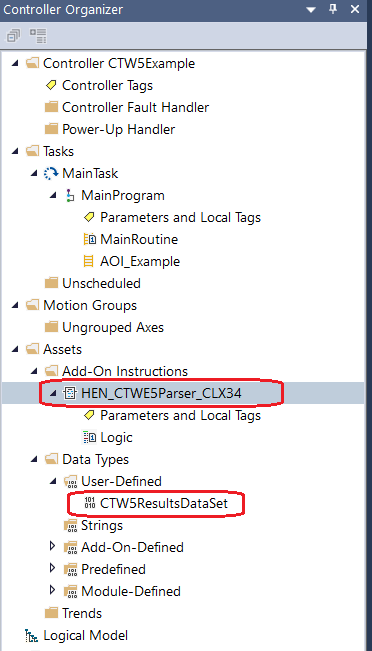 Controller Organizer
Controller CTW5Example
Controller Tags
Controller Fault Handler
Power-Up Handler
Tasks
MainTask
MainProgram
Parameters and Local Tags
MainRoutine
AOI_Example
Unscheduled
Motion Groups
Ungrouped Axes
Assets
Add-On Instructions
HEN_CTWE5Parser_CLX34
Parameters and Local Tags
Logic
Data Types
User-Defined
CTW5ResultsDataSet
Strings
Add-On-Defined
Predefined
Module-Defined
Trends
Logical Model